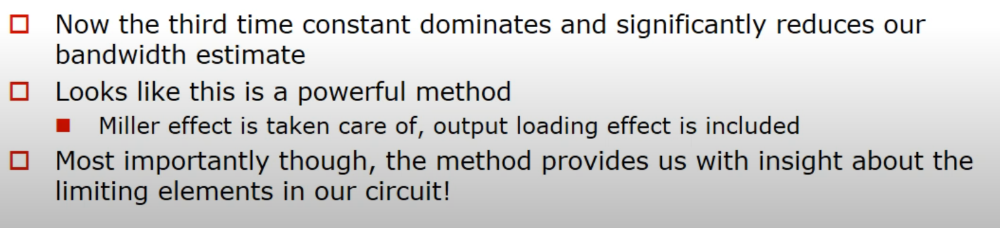 Now the third time constant dominates and significantly reduces our
bandwidth estimate
Looks like this is a powerful method
Miller effect is taken care of, output loading effect is included
Most importantly though, the method provides us with insight about the
limiting elements in our circuit!